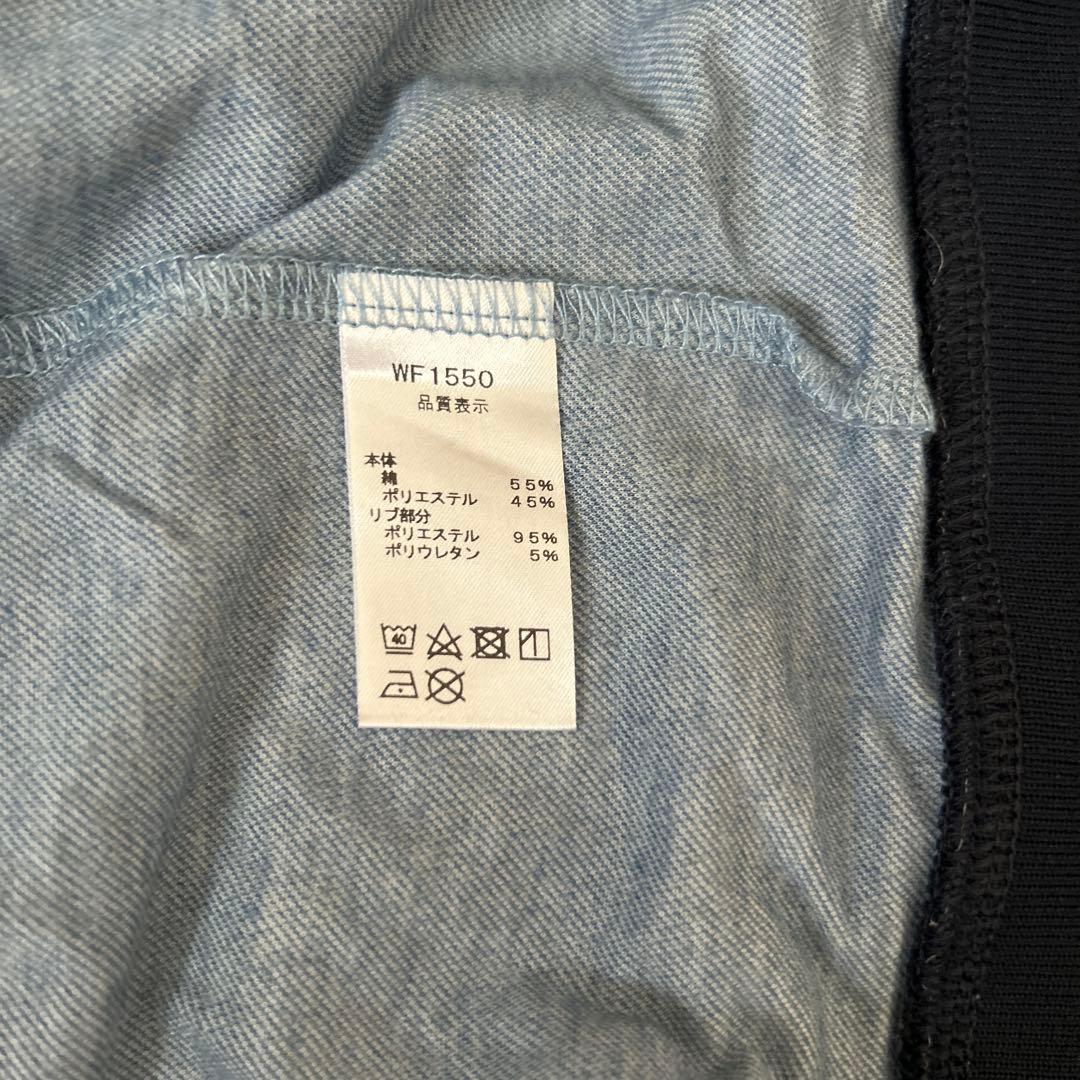 WF1550
品質表示
本体
綿 55%
ポリエステル 45%
リブ部分
ポリエステル 95%
ポリウレタン 5%
40